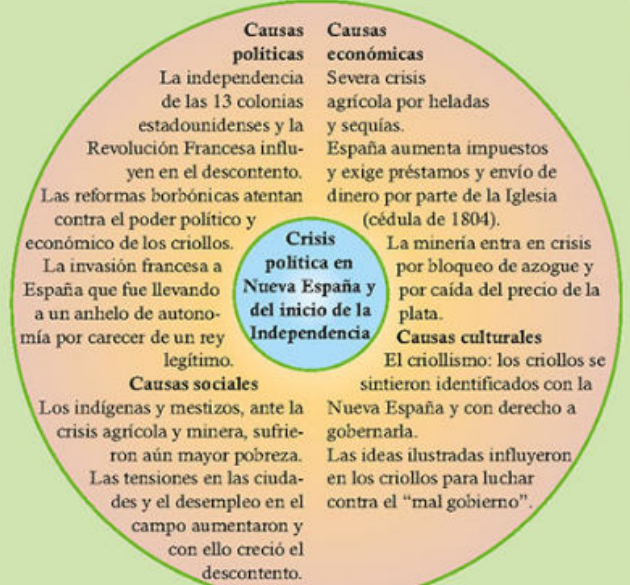 Causas
políticas
La independencia
de las 13 colonias
estadounidenses y la
Revolución Francesa influ-
yen en el descontento.
Las reformas borbónicas atentan
contra el poder político y
económico de los criollos.
La invasión francesa a
España que fue llevando
a un anhelo de autono-
mía por carecer de un rey
legítimo.
Causas sociales
Los indígenas y mestizos, ante la
crisis agrícola y minera, sufrie-
ron aún mayor pobreza.
Las tensiones en las ciuda-
des y el desempleo en el
campo aumentaron y
con ello creció el
descontento.
Crisis
política en
Nueva España y
del inicio de la
Independencia
Causas
económicas
Severa crisis
agrícola por heladas
y sequías.
España aumenta impuestos
y exige préstamos y envío de
dinero por parte de la Iglesia
(cédula de 1804).
La minería entra en crisis
por bloqueo de azogue y
por caída del precio de la
plata.
Causas culturales
El criollismo: los criollos se
sintieron identificados con la
Nueva España y con derecho a
gobernarla.
Las ideas ilustradas influyeron
en los criollos para luchar
contra el “mal gobierno”.